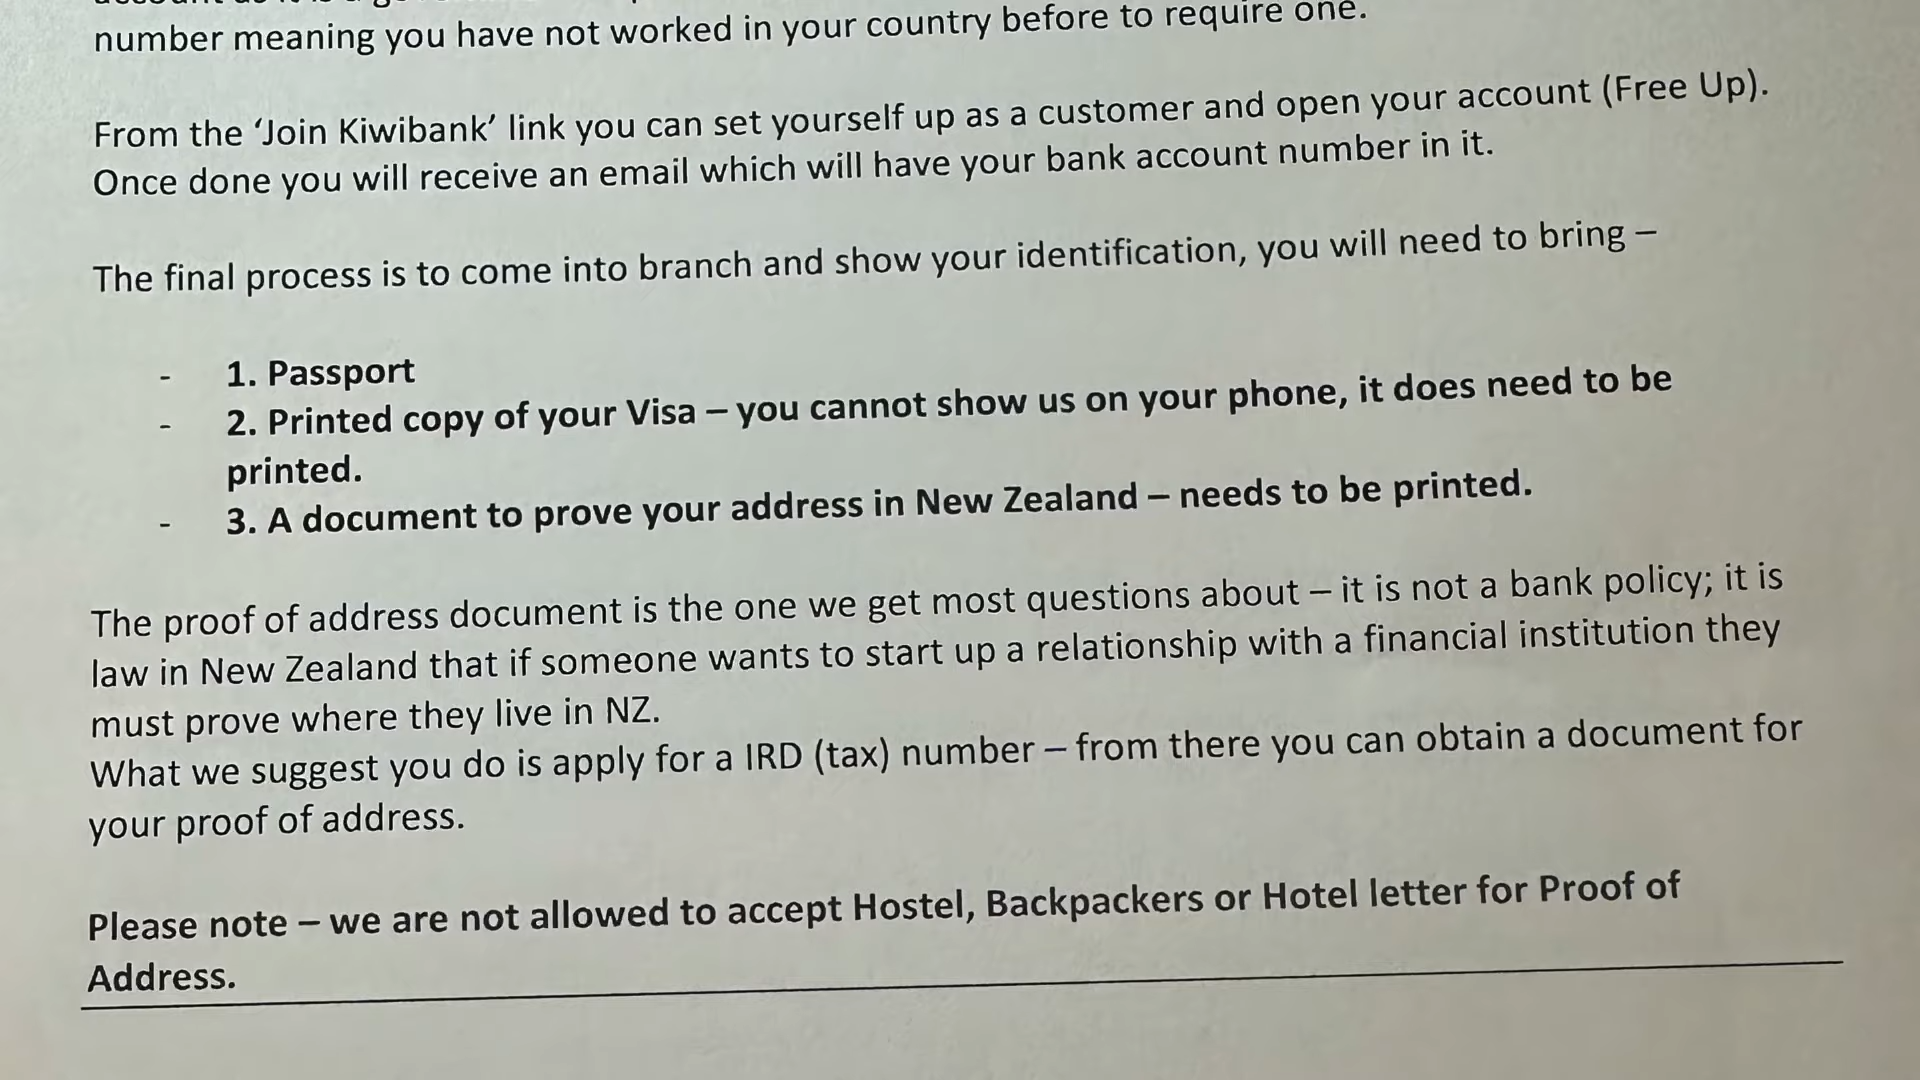 number meaning you have not worked in your country before to require one.
From the ‘Join Kiwibank’ link you can set yourself up as a customer and open your account (Free Up).
Once done you will receive an email which will have your bank account number in it.
The final process is to come into branch and show your identification, you will need to bring –
- 1. Passport
- 2. Printed copy of your Visa – you cannot show us on your phone, it does need to be
printed.
- 3. A document to prove your address in New Zealand – needs to be printed.
The proof of address document is the one we get most questions about – it is not a bank policy; it is
law in New Zealand that if someone wants to start up a relationship with a financial institution they
must prove where they live in NZ.
What we suggest you do is apply for a IRD (tax) number – from there you can obtain a document for
your proof of address.
Please note – we are not allowed to accept Hostel, Backpackers or Hotel letter for Proof of
Address.